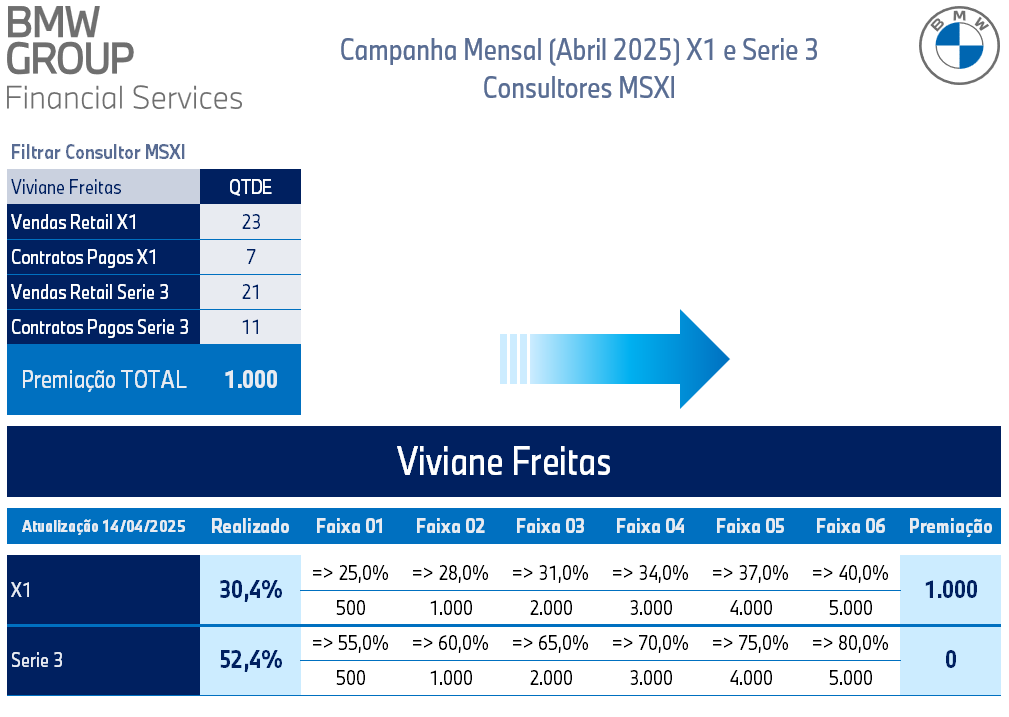 BMW
GROUP
Financial Services
Campanha Mensal (Abril 2025) X1 e Serie 3
Consultores MSXI
BMW
Filtrar Consultor MSXI
Viviane Freitas QTDE
Vendas Retail X1 23
Contratos Pagos X1 7
Vendas Retail Serie 3 21
Contratos Pagos Serie 3 11
Premiação TOTAL 1.000
Viviane Freitas
Atualização 14/04/2025 Realizado Faixa 01 Faixa 02 Faixa 03 Faixa 04 Faixa 05 Faixa 06 Premiação
X1 30,4% => 25,0% => 28,0% => 31,0% => 34,0% => 37,0% => 40,0% 1.000
500 1.000 2.000 3.000 4.000 5.000
Serie 3 52,4% => 55,0% => 60,0% => 65,0% => 70,0% => 75,0% => 80,0% 0
500 1.000 2.000 3.000 4.000 5.000